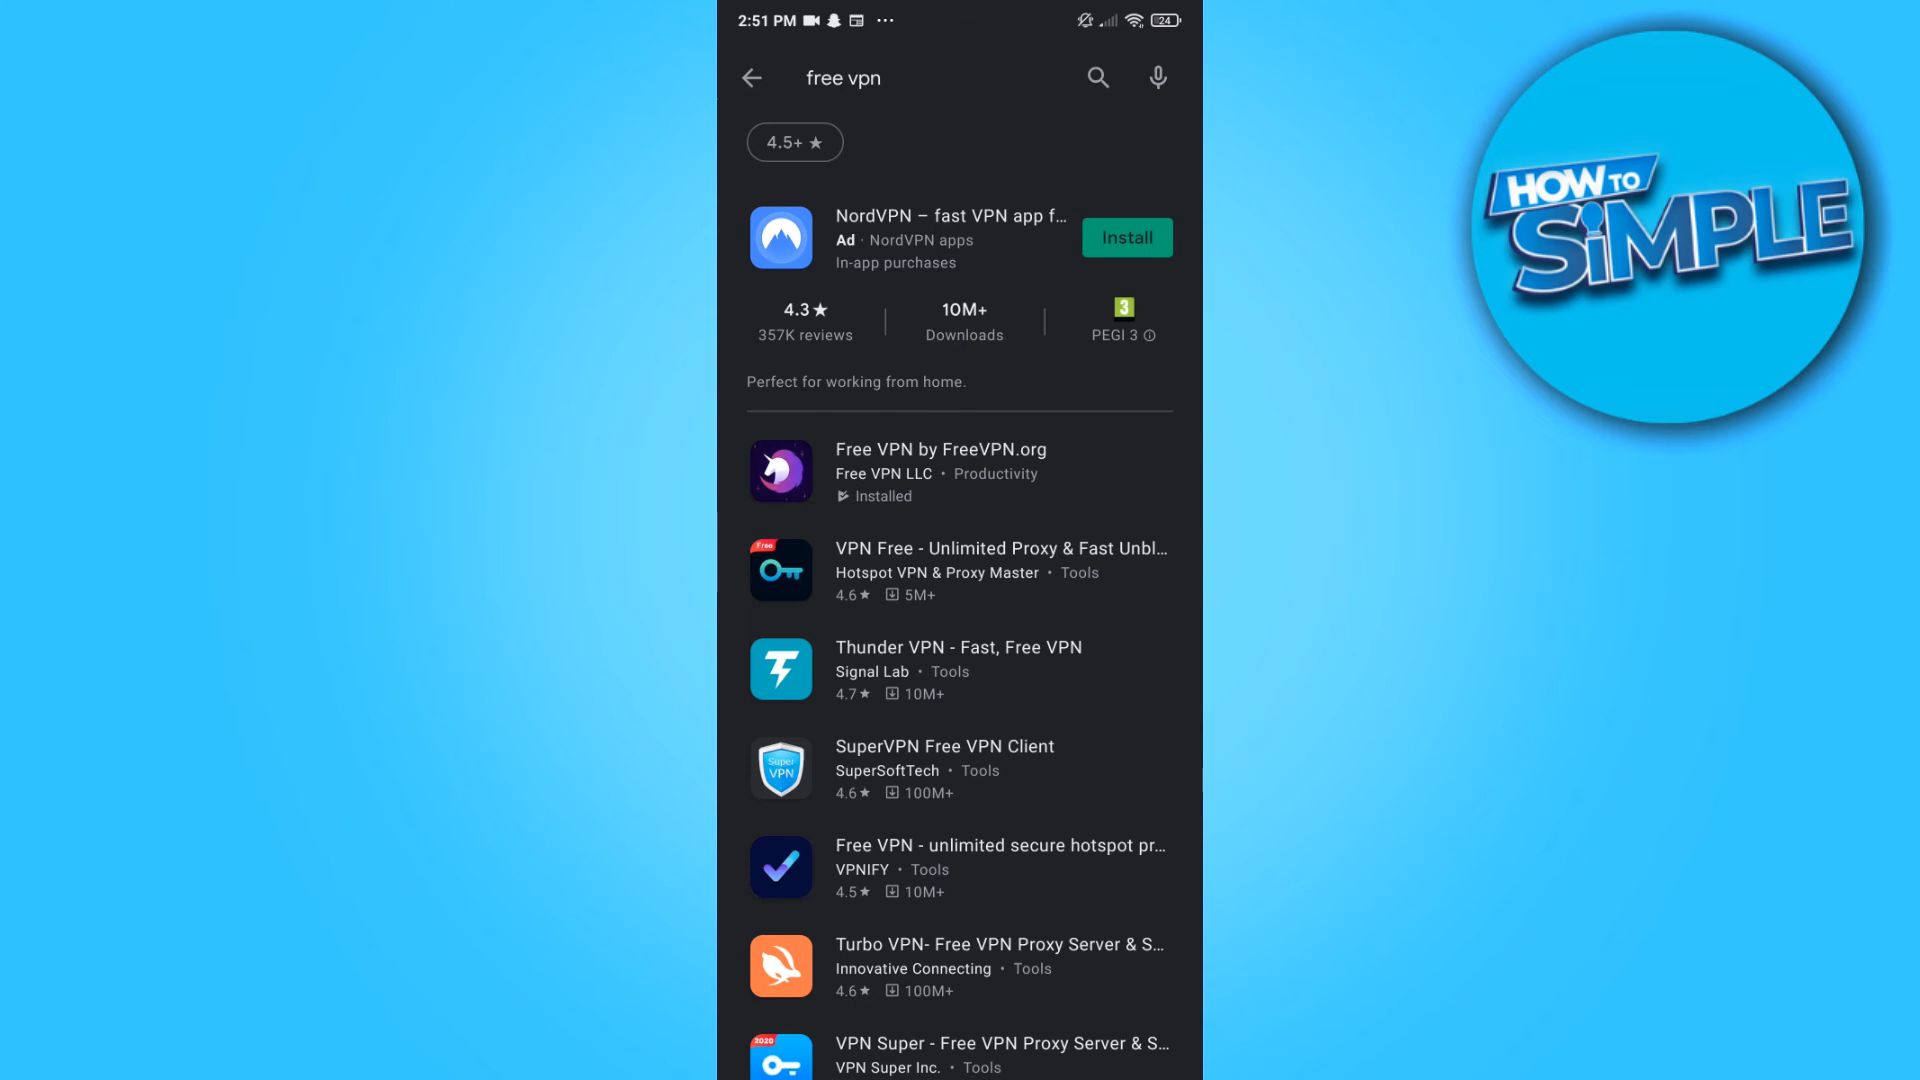 2:51 PM
24
free vpn
4.5+ ★
HOW TO
SiMPLE
NordVPN – fast VPN app f...
Ad · NordVPN apps
In-app purchases
Install
4.3★
357K reviews
10M+
Downloads
3
PEGI 3
Perfect for working from home.
Free VPN by FreeVPN.org
Free VPN LLC • Productivity
Installed
Free
VPN Free - Unlimited Proxy & Fast Unbl...
Hotspot VPN & Proxy Master • Tools
4.6★ 5M+
Thunder VPN - Fast, Free VPN
Signal Lab • Tools
4.7★ 10M+
Super
VPN
SuperVPN Free VPN Client
SuperSoftTech • Tools
4.6★ 100M+
Free VPN - unlimited secure hotspot pr...
VPNIFY • Tools
4.5★ 10M+
Turbo VPN- Free VPN Proxy Server & S...
Innovative Connecting • Tools
4.6★ 100M+
2020
VPN Super - Free VPN Proxy Server & S...
VPN Super Inc. • Tools